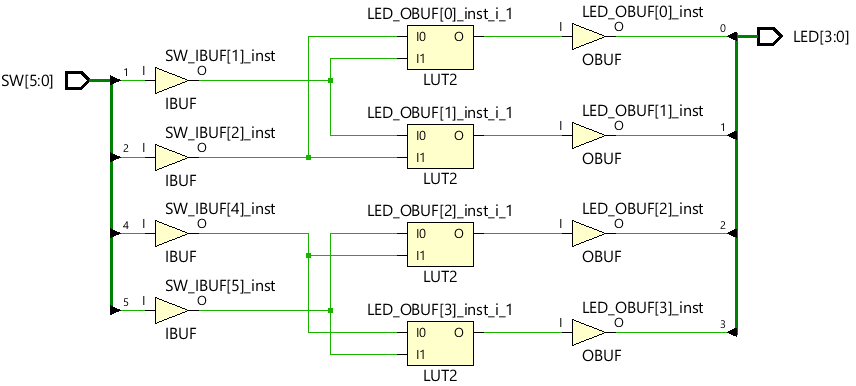 LED_OBUF[0]_inst_i_1
LED_OBUF[0]_inst
SW_IBUF[1]_inst
I0 O
I O
0
LED[3:0]
I1
OBUF
SW[5:0]
1 I O
LUT2
IBUF
LED_OBUF[1]_inst_i_1
LED_OBUF[1]_inst
SW_IBUF[2]_inst
I0 O
I O
1
2 I O
I1
OBUF
IBUF
LUT2
SW_IBUF[4]_inst
LED_OBUF[2]_inst_i_1
LED_OBUF[2]_inst
4 I O
I0 O
I O
2
IBUF
I1
OBUF
LUT2
SW_IBUF[5]_inst
5 I O
LED_OBUF[3]_inst_i_1
LED_OBUF[3]_inst
IBUF
I0 O
I O
3
I1
OBUF
LUT2